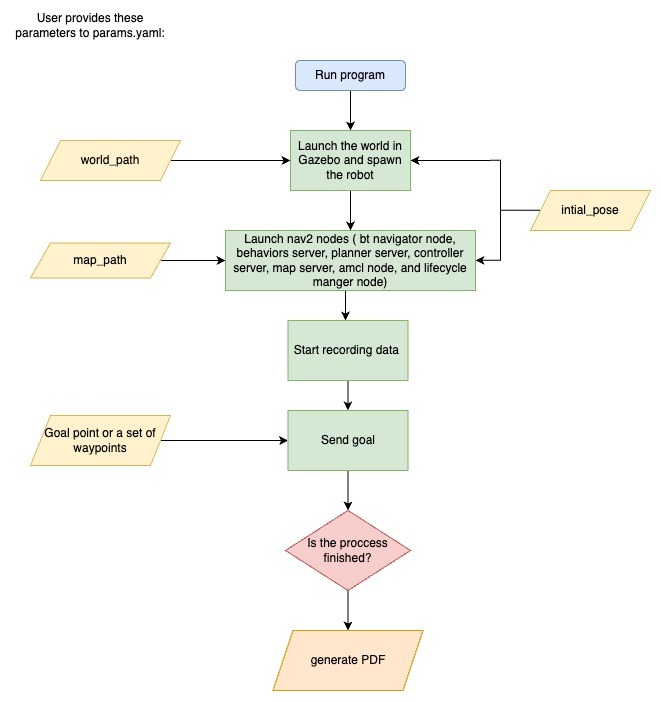 User provides these
parameters to params.yaml:
Run program
world_path
Launch the world in
Gazebo and spawn
the robot
intial_pose
map_path
Launch nav2 nodes ( bt navigator node,
behaviors server, planner server, controller
server, map server, amcl node, and lifecycle
manger node)
Start recording data
Goal point or a set of
waypoints
Send goal
Is the proccess
finished?
generate PDF